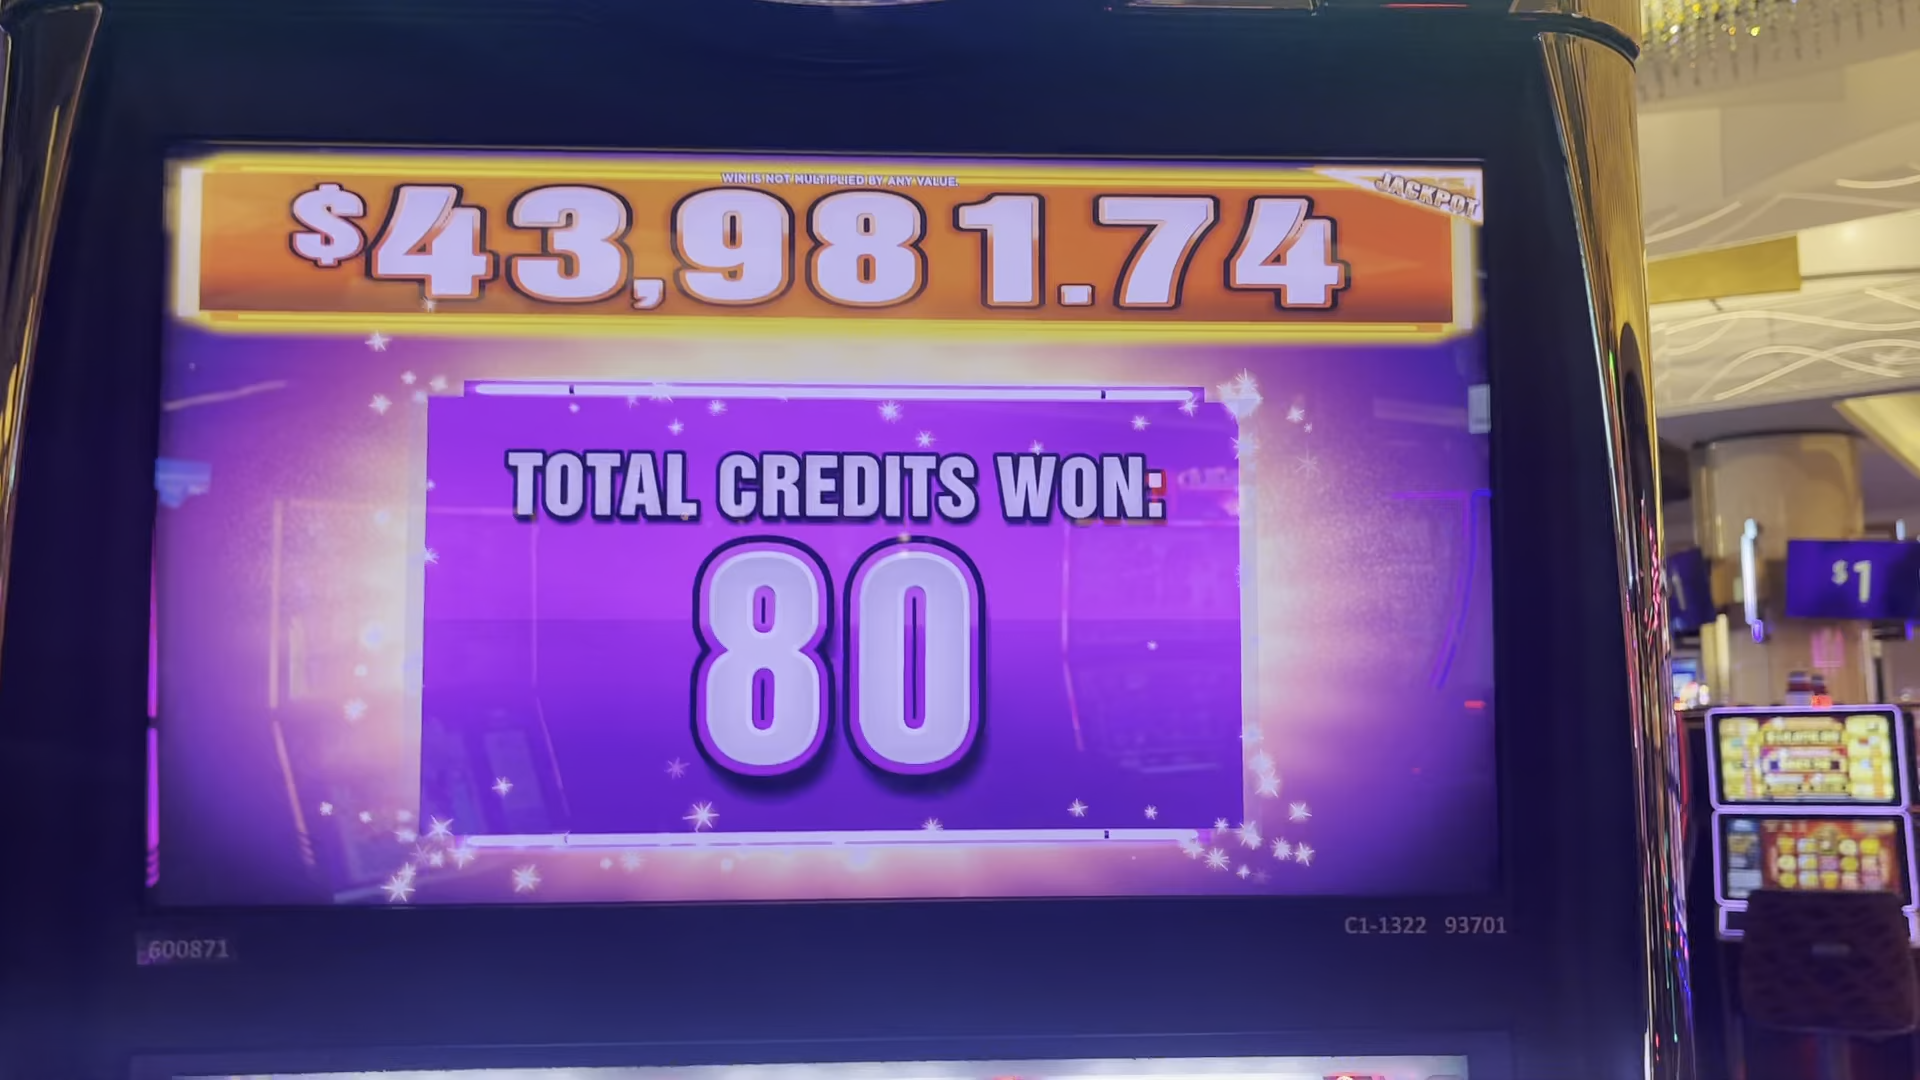 WIN IS NOT MULTIPLIED BY ANY VALUE.
JACKPOT
$43,981.74
TOTAL CREDITS WON:
80
C1-1322 93701
600871
$1